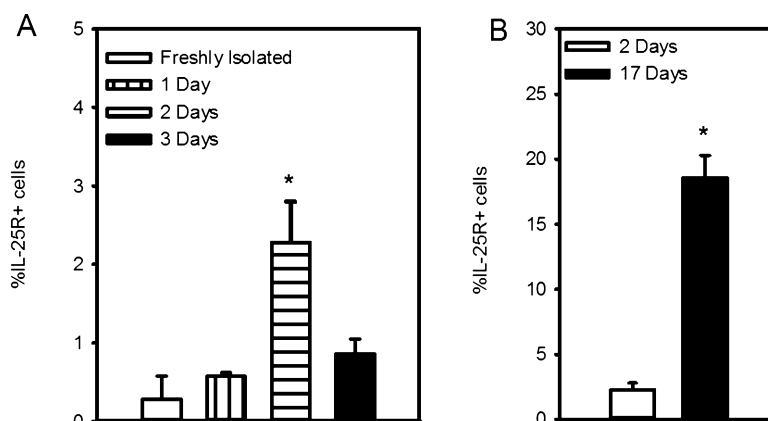 A
5
4
3
2
1
0
%IL-25R+ cells
Freshly Isolated
1 Day
2 Days
3 Days
*
B
30
25
20
15
10
5
0
%IL-25R+ cells
2 Days
17 Days
*